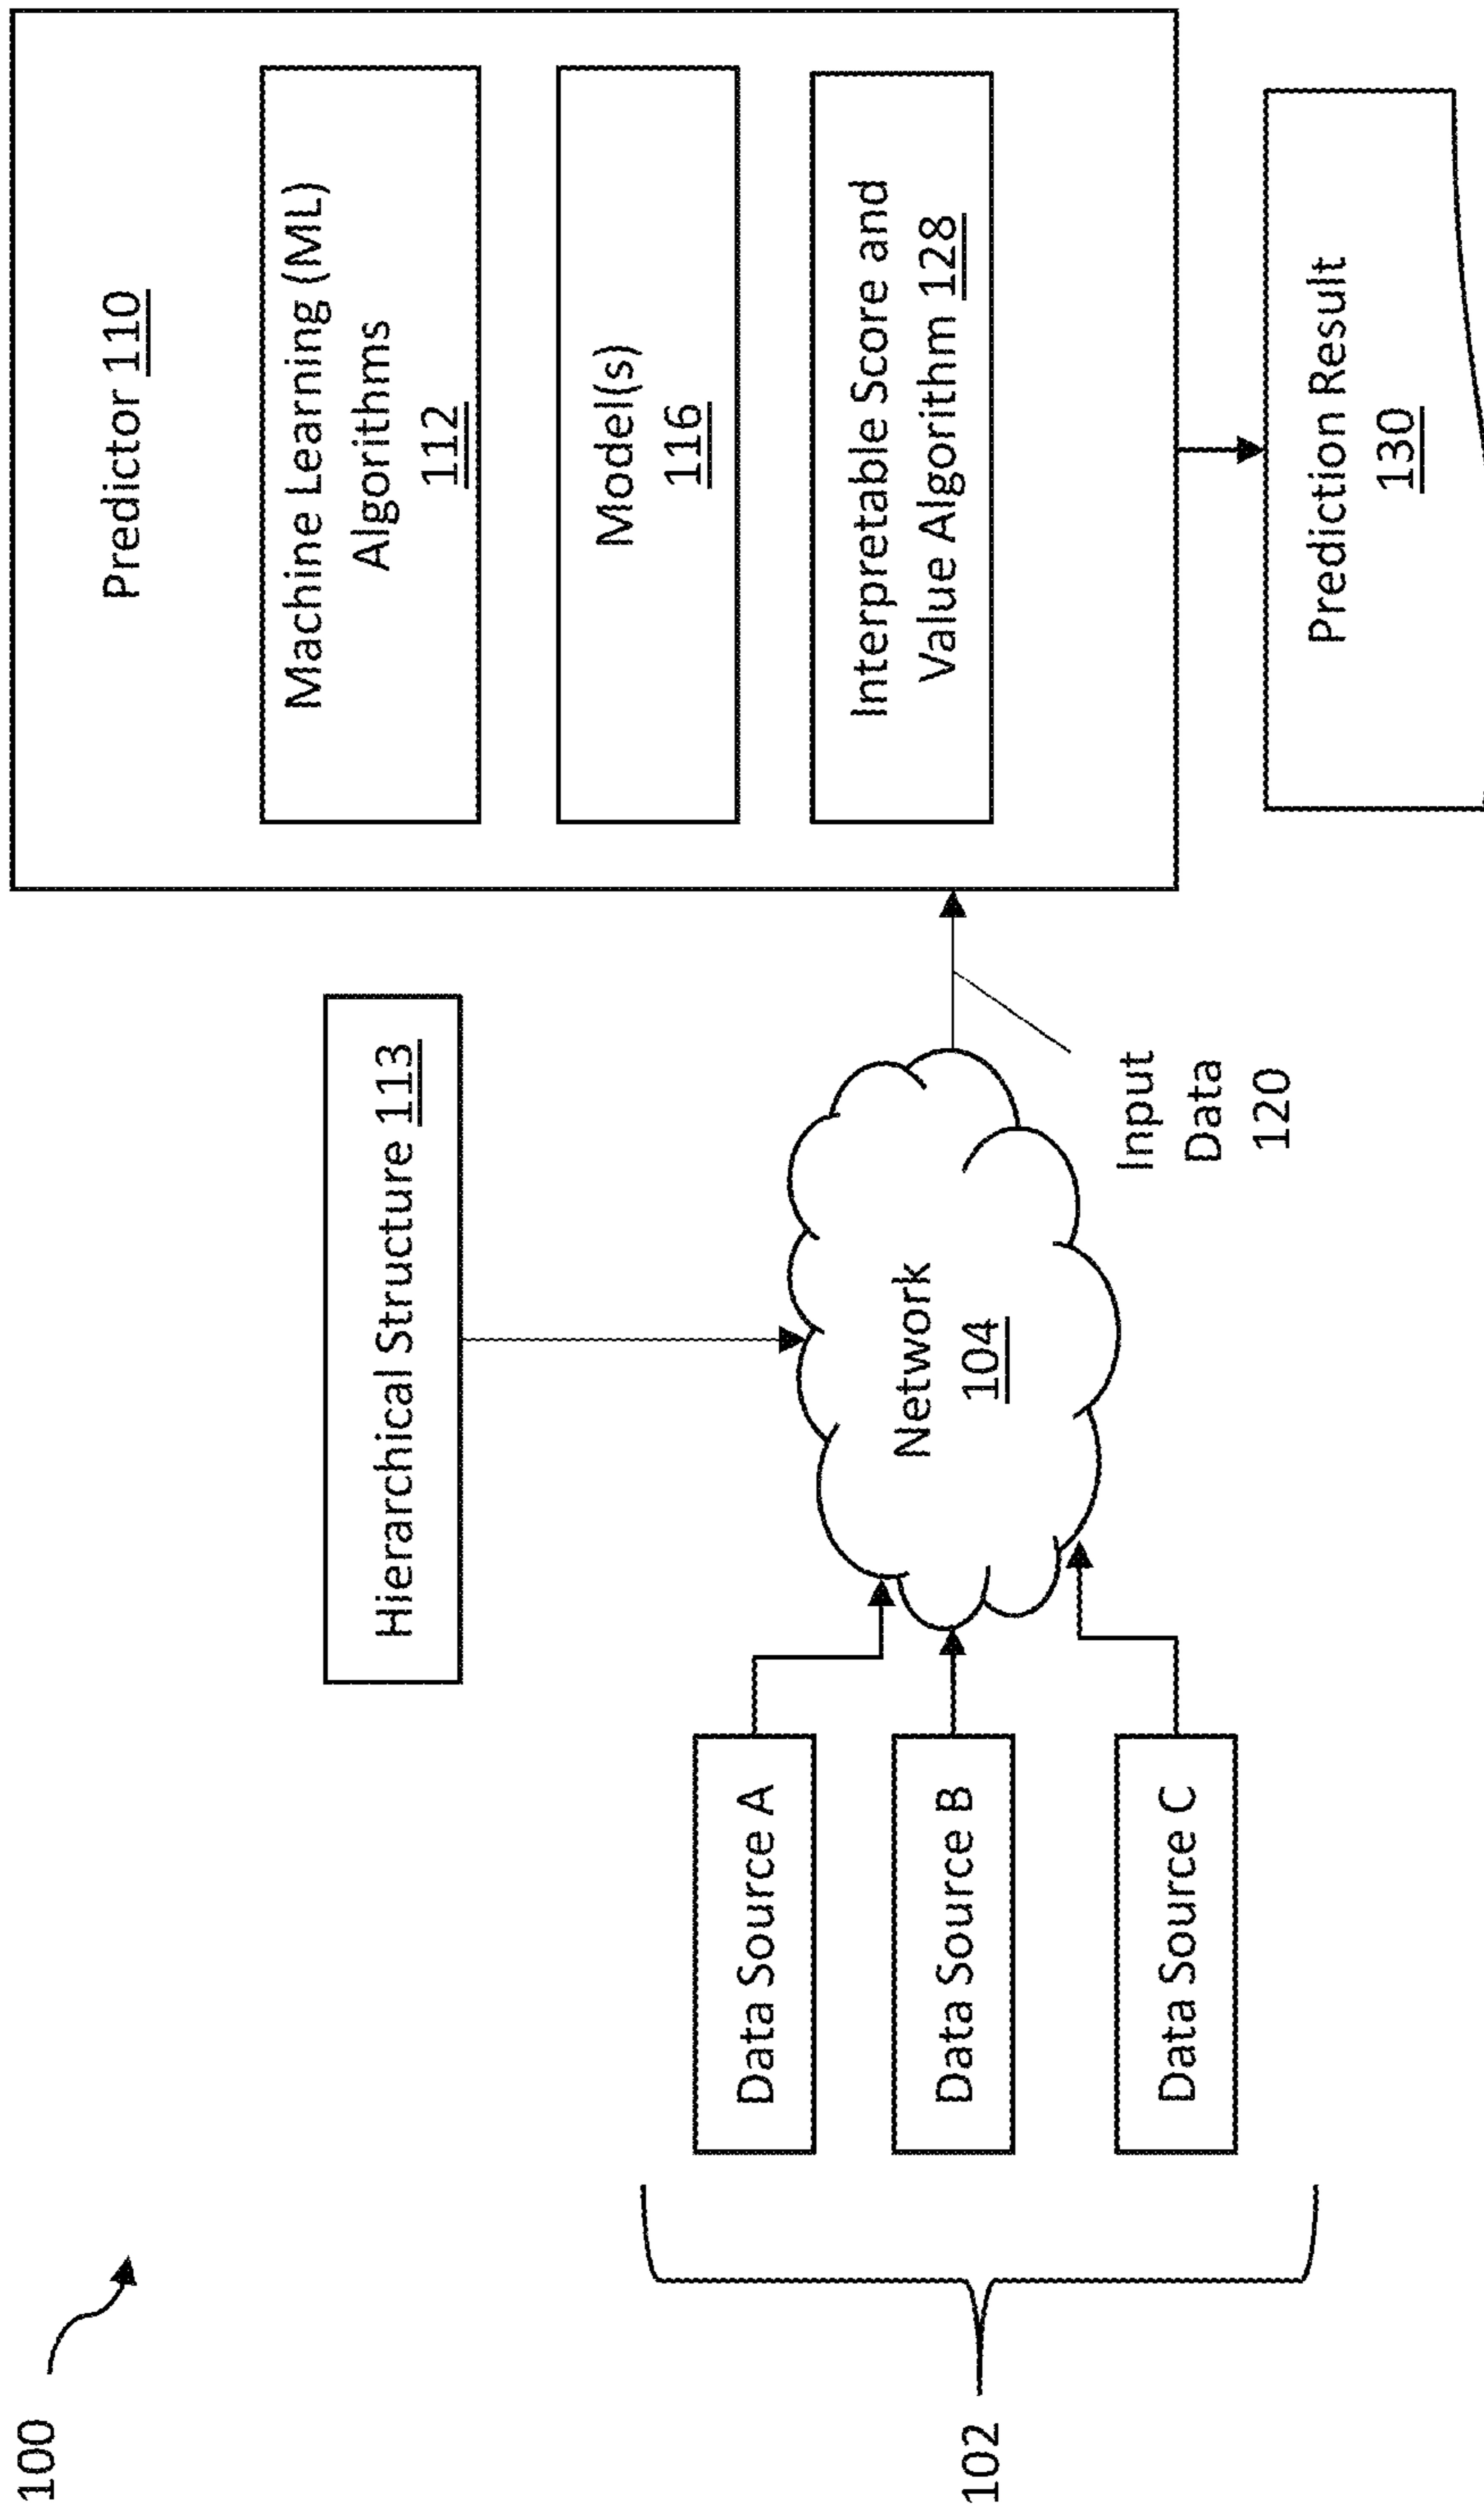 100
102
Data Source A
Data Source B
Data Source C
Hierarchical Structure 113
Network
104
Input
Data
120
Predictor 110
Machine Learning (ML)
Algorithms
112
Model(s)
116
Interpretable Score and
Value Algorithm 128
Prediction Result
130